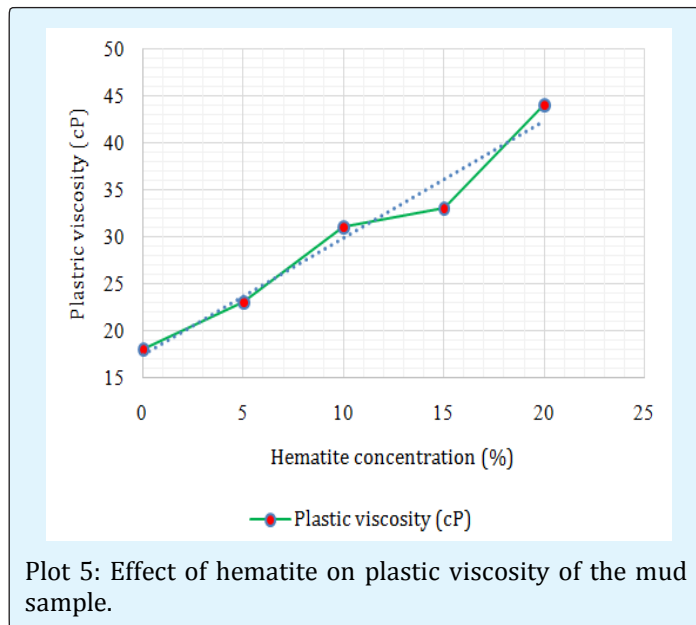 50
45
40
35
30
25
20
15
Plastric viscosity (cP)
0 5 10 15 20 25
Hematite concentration (%)
Plastic viscosity (cP)
Plot 5: Effect of hematite on plastic viscosity of the mud
sample.